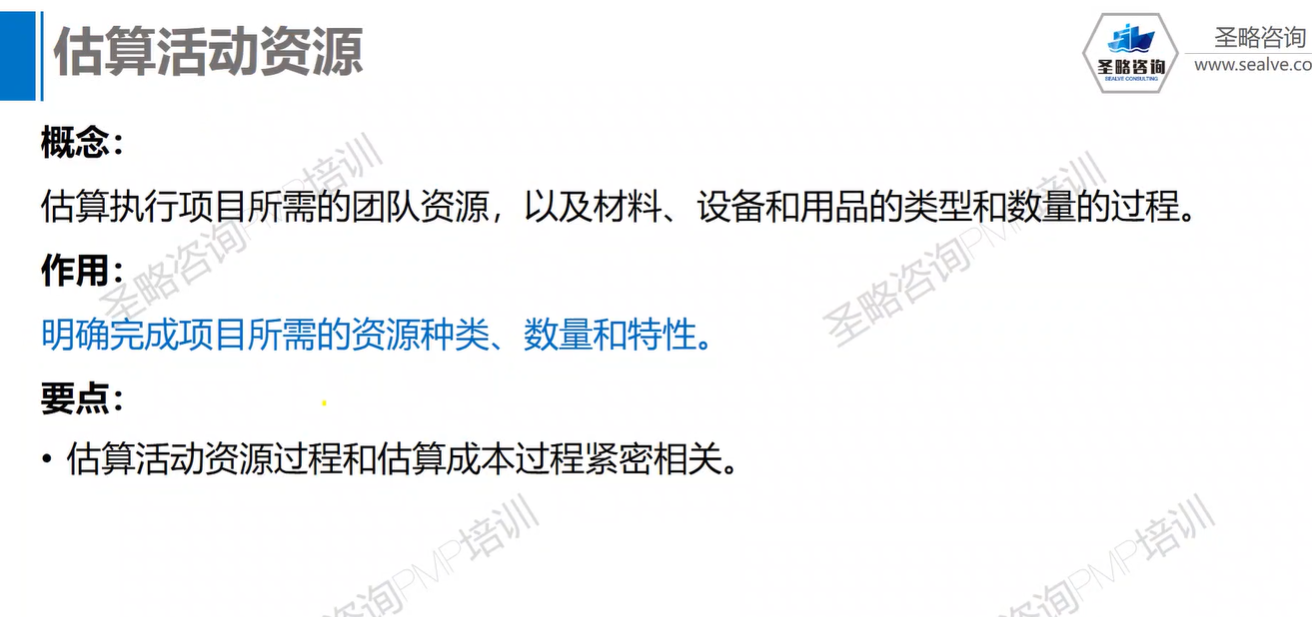 估算活动资源
圣略咨询
圣略咨询
SEALVE CONSULTING
www.sealve.co
概念：
估算执行项目所需的团队资源，以及材料、设备和用品的类型和数量的过程。
作用：
明确完成项目所需的资源种类、数量和特性。
要点：
• 估算活动资源过程和估算成本过程紧密相关。
圣略咨询PMP培训
圣略咨询PMP培训
咨询PMP培训
咨询PMP培训